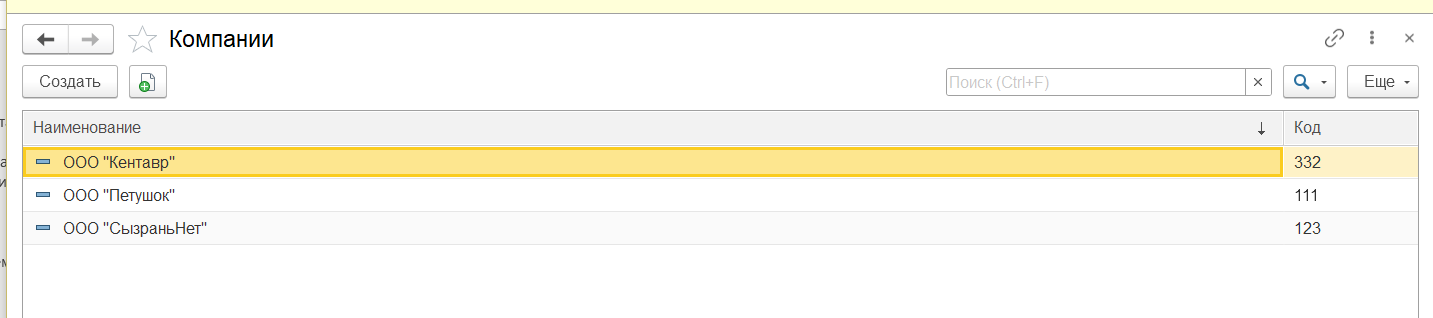 Компании
Создать
Поиск (Ctrl+F)
Еще
Наименование
Код
ООО "Кентавр"
332
ООО "Петушок"
111
ООО "СызраньНет"
123